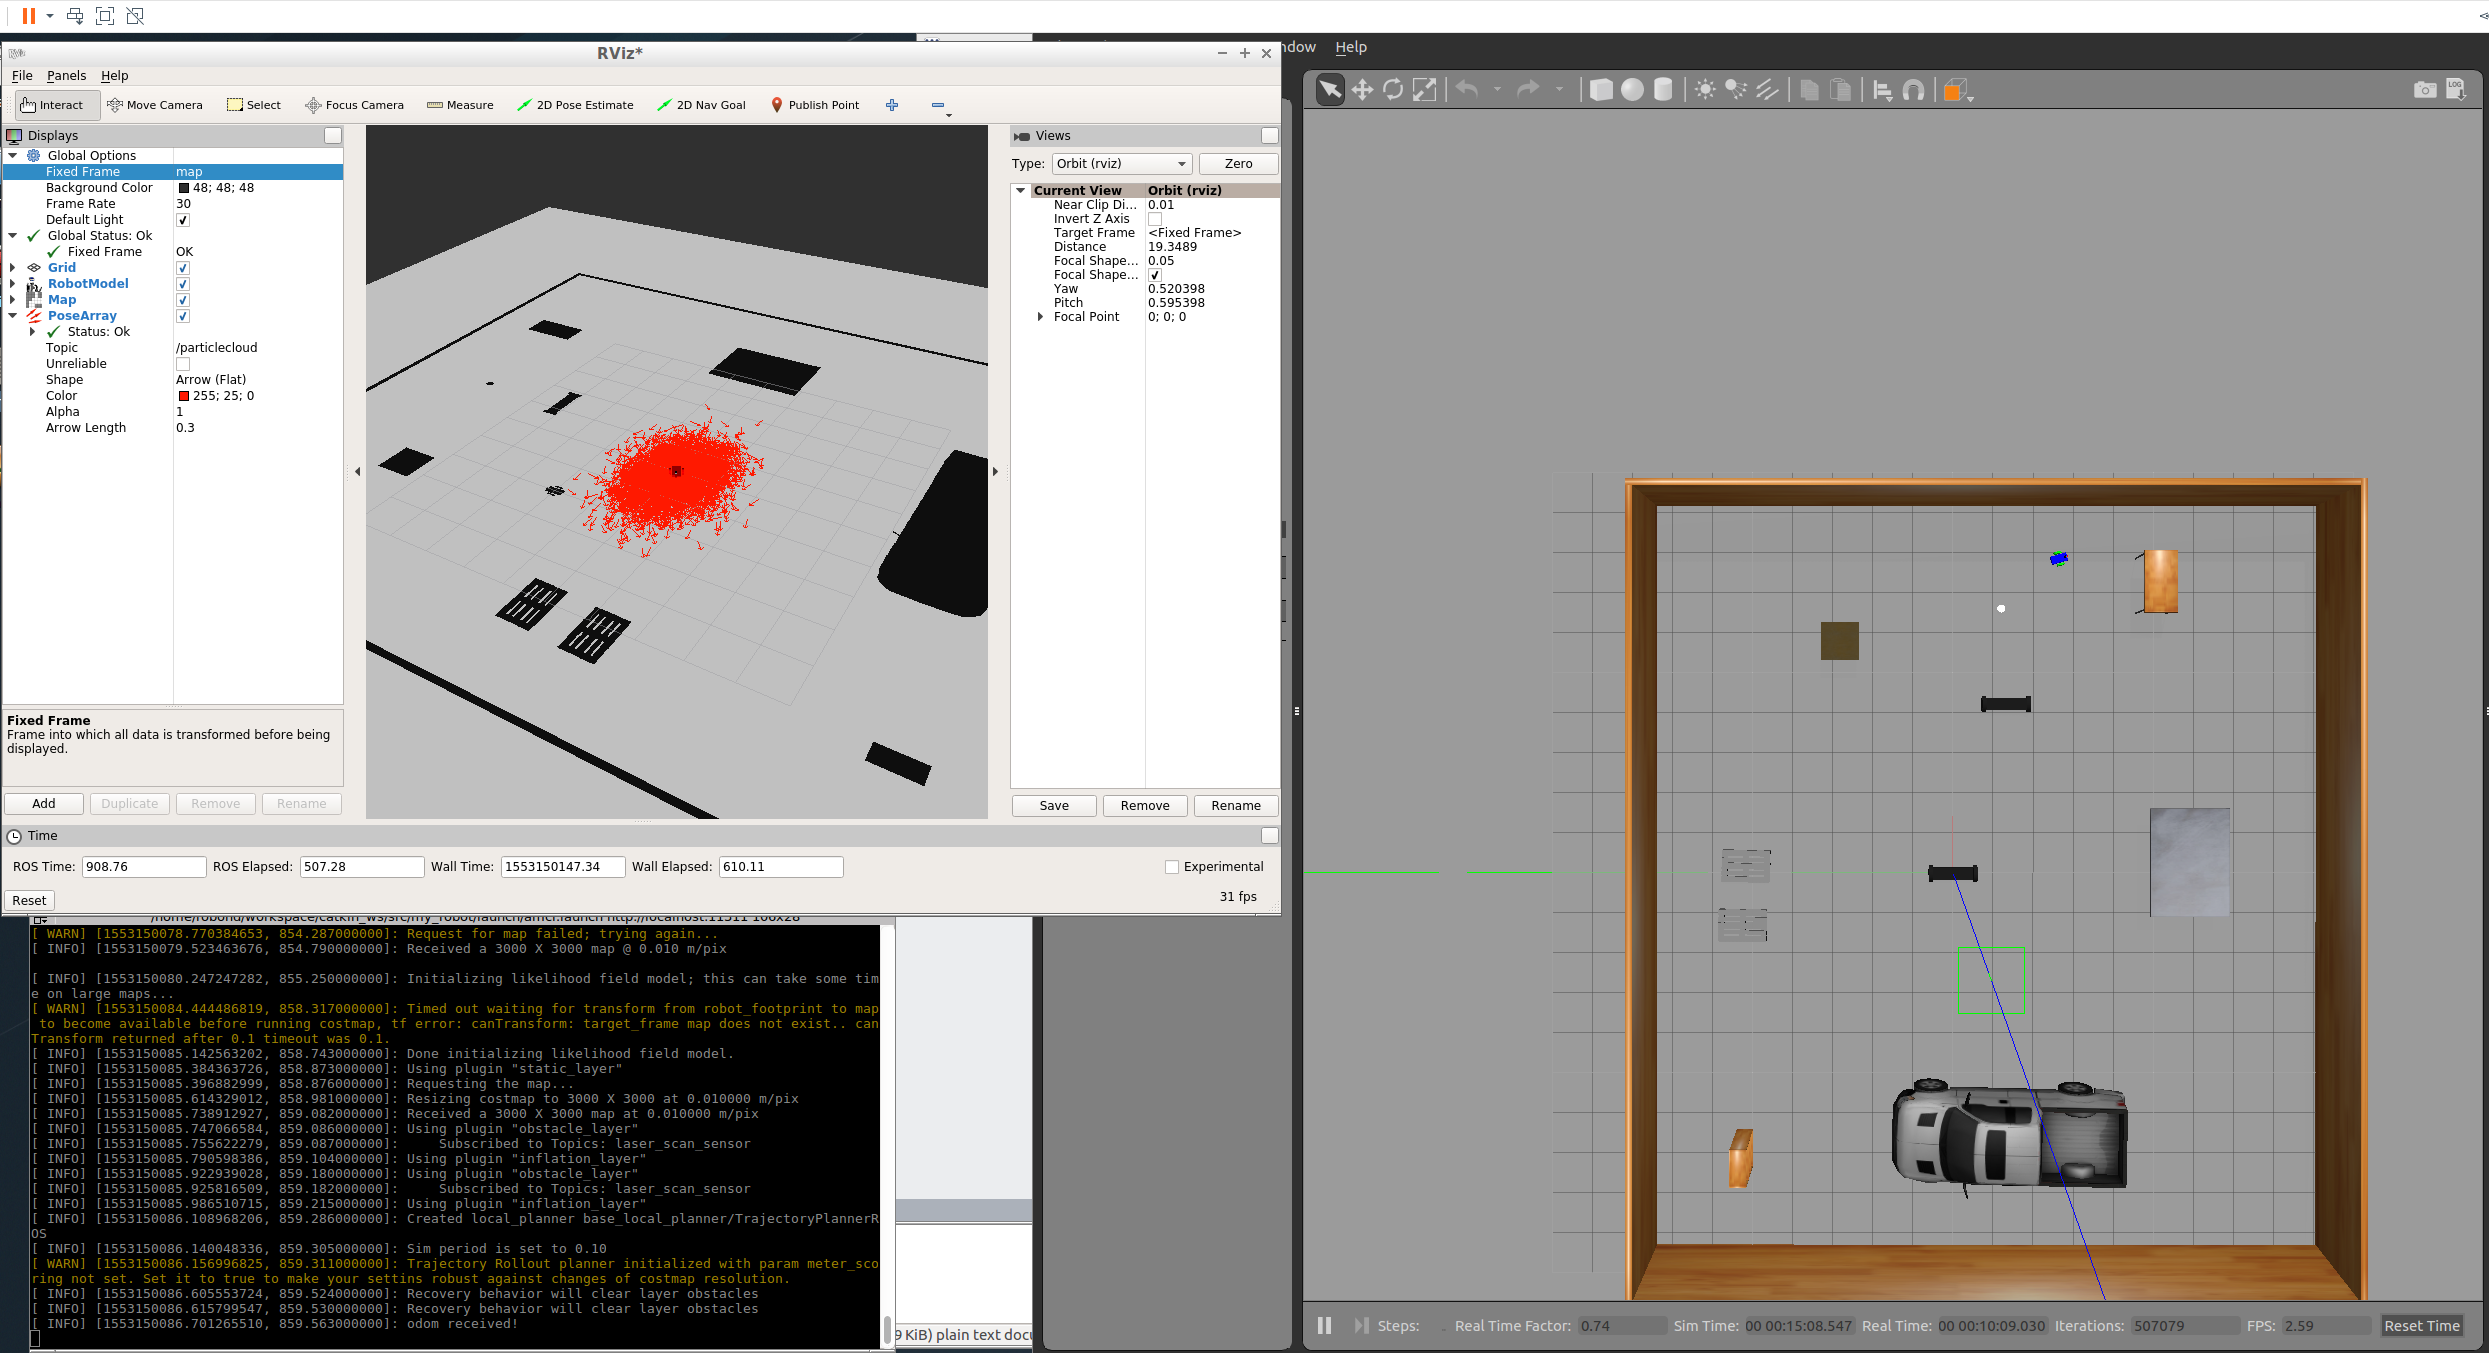 RViz*
File Panels Help
Interact Move Camera Select Focus Camera Measure 2D Pose Estimate 2D Nav Goal Publish Point
Displays
Global Options
Fixed Frame map
Background Color 48; 48; 48
Frame Rate 30
Default Light
Global Status: Ok
Fixed Frame OK
Grid
RobotModel
Map
PoseArray
Status: Ok
Topic /particlecloud
Unreliable
Shape Arrow (Flat)
Color 255; 25; 0
Alpha 1
Arrow Length 0.3
Fixed Frame
Frame into which all data is transformed before being
displayed.
Add Duplicate Remove Rename
Views
Type: Orbit (rviz) Zero
Current View Orbit (rviz)
Near Clip Di... 0.01
Invert Z Axis
Target Frame <Fixed Frame>
Distance 19.3489
Focal Shape... 0.05
Focal Shape...
Yaw 0.520398
Pitch 0.595398
Focal Point 0; 0; 0
Save Remove Rename
Time
ROS Time: 908.76 ROS Elapsed: 507.28 Wall Time: 1553150147.34 Wall Elapsed: 610.11 Experimental
Reset 31 fps
/home/robond/workspace/catkin_ws/src/my_robot/launch/amcl.launch http://localhost:11311 106x28
[ WARN] [1553150078.770384653, 854.287000000]: Request for map failed; trying again...
[ INFO] [1553150079.523463676, 854.790000000]: Received a 3000 X 3000 map @ 0.010 m/pix
[ INFO] [1553150080.247247282, 855.250000000]: Initializing likelihood field model; this can take some tim
e on large maps...
[ WARN] [1553150084.444486819, 858.317000000]: Timed out waiting for transform from robot_footprint to map
to become available before running costmap, tf error: canTransform: target_frame map does not exist.. can
Transform returned after 0.1 timeout was 0.1.
[ INFO] [1553150085.142563202, 858.743000000]: Done initializing likelihood field model.
[ INFO] [1553150085.384363726, 858.873000000]: Using plugin "static_layer"
[ INFO] [1553150085.396882999, 858.876000000]: Requesting the map...
[ INFO] [1553150085.614329012, 858.981000000]: Resizing costmap to 3000 X 3000 at 0.010000 m/pix
[ INFO] [1553150085.738912927, 859.082000000]: Received a 3000 X 3000 map at 0.010000 m/pix
[ INFO] [1553150085.747066584, 859.086000000]: Using plugin "obstacle_layer"
[ INFO] [1553150085.755622279, 859.087000000]: Subscribed to Topics: laser_scan_sensor
[ INFO] [1553150085.790598386, 859.104000000]: Using plugin "inflation_layer"
[ INFO] [1553150085.922939028, 859.180000000]: Using plugin "obstacle_layer"
[ INFO] [1553150085.925816509, 859.182000000]: Subscribed to Topics: laser_scan_sensor
[ INFO] [1553150085.986510715, 859.215000000]: Using plugin "inflation_layer"
[ INFO] [1553150086.108968206, 859.286000000]: Created local_planner base_local_planner/TrajectoryPlannerR
OS
[ INFO] [1553150086.140048336, 859.305000000]: Sim period is set to 0.10
[ WARN] [1553150086.156996825, 859.311000000]: Trajectory Rollout planner initialized with param meter_sco
ring not set. Set it to true to make your settins robust against changes of costmap resolution.
[ INFO] [1553150086.605553724, 859.524000000]: Recovery behavior will clear layer obstacles
[ INFO] [1553150086.615799547, 859.530000000]: Recovery behavior will clear layer obstacles
[ INFO] [1553150086.701265510, 859.563000000]: odom received!
9 KiB) plain text docu
ndow Help
Steps: Real Time Factor: 0.74 Sim Time: 00 00:15:08.547 Real Time: 00 00:10:09.030 Iterations: 507079 FPS: 2.59 Reset Time